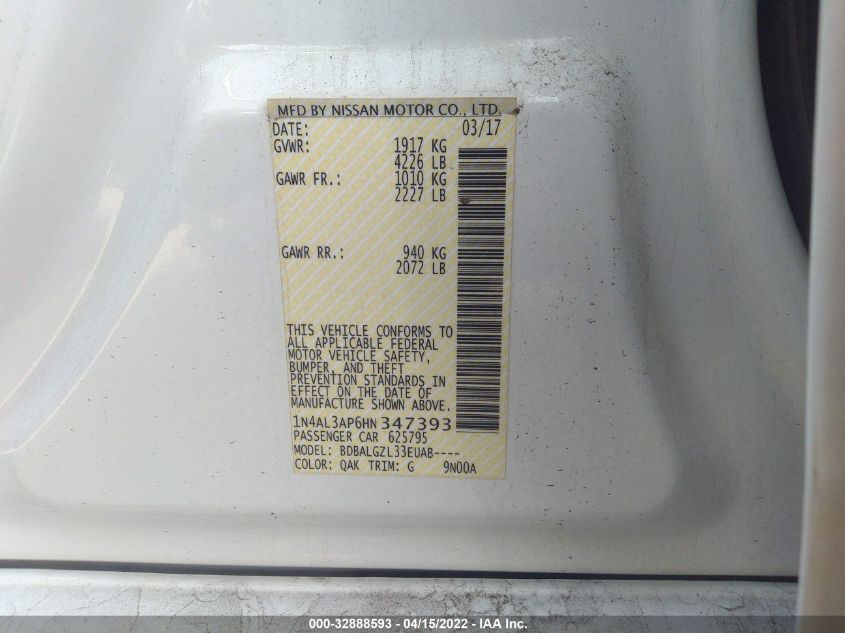 MFD BY NISSAN MOTOR CO., LTD.
DATE: 03/17
GVWR: 1917 KG
4226 LB
GAWR FR.: 1010 KG
2227 LB
GAWR RR.: 940 KG
2072 LB
THIS VEHICLE CONFORMS TO
ALL APPLICABLE FEDERAL
MOTOR VEHICLE SAFETY,
BUMPER, AND THEFT
PREVENTION STANDARDS IN
EFFECT ON THE DATE OF
MANUFACTURE SHOWN ABOVE.
1N4AL3AP6HN 347393
PASSENGER CAR 625795
MODEL: BDBALGZL33EUAB----
COLOR: QAK TRIM: G 9N00A
000-32888593 - 04/15/2022 - IAA Inc.